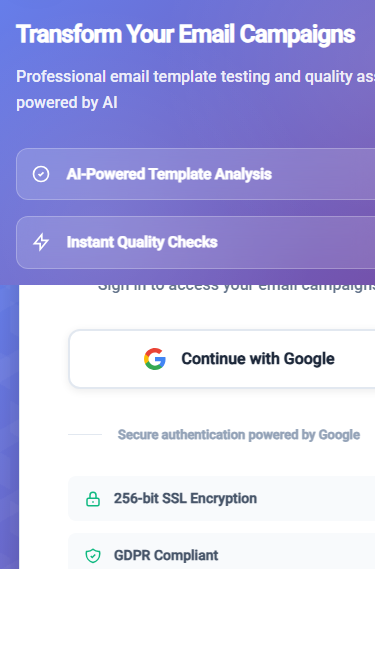 Transform Your Email Campaigns
Professional email template testing and quality
powered by AI
AI-Powered Template Analysis
Instant Quality Checks
Sign in to access your email campaigns
Continue with Google
Secure authentication powered by Google
256-bit SSL Encryption
GDPR Compliant